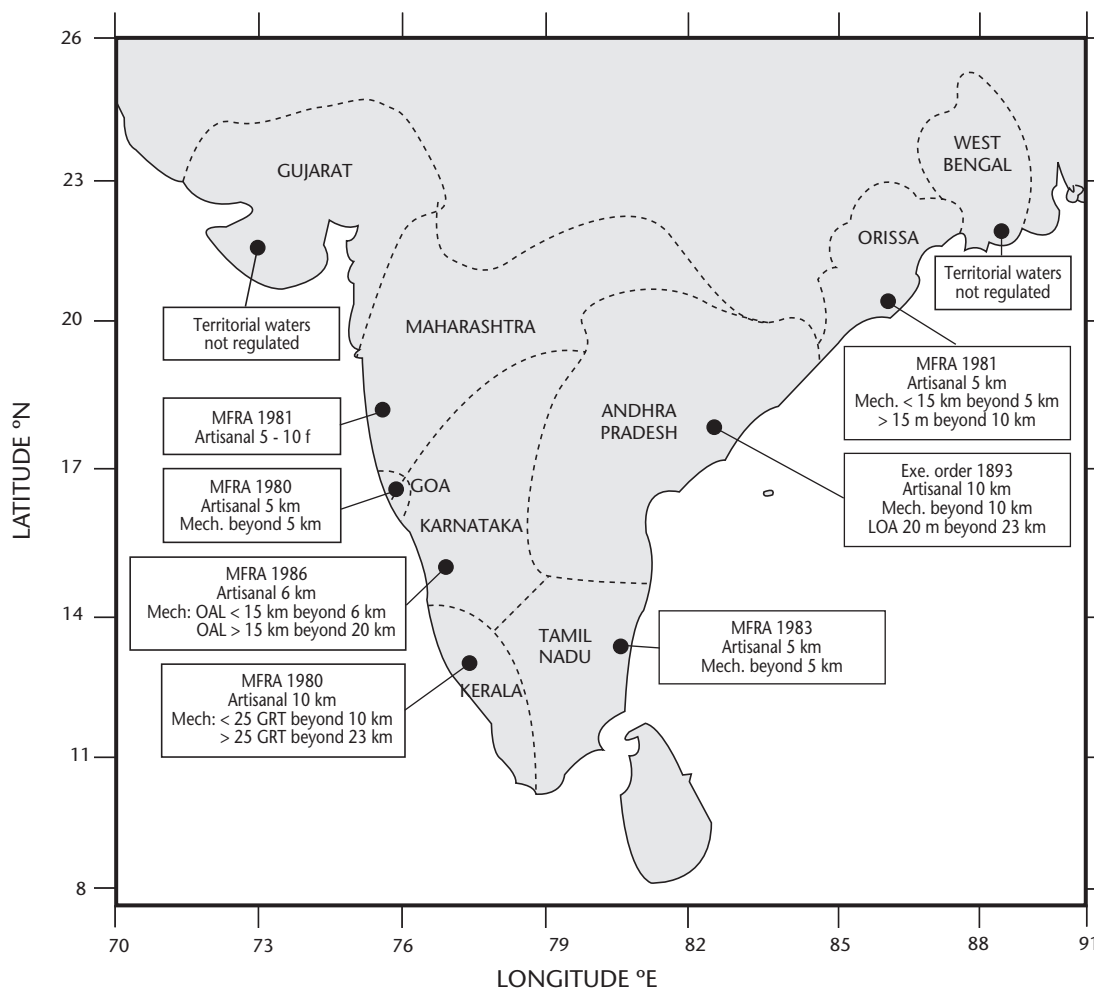 26
23
20
17
14
11
8
LATITUDE ºN
GUJARAT
WEST
BENGAL
ORISSA
MAHARASHTRA
ANDHRA
PRADESH
GOA
KARNATAKA
TAMIL
NADU
KERALA
Territorial waters
not regulated
MFRA 1981
Artisanal 5 - 10 f
MFRA 1980
Artisanal 5 km
Mech. beyond 5 km
MFRA 1986
Artisanal 6 km
Mech: OAL < 15 km beyond 6 km
OAL > 15 km beyond 20 km
MFRA 1980
Artisanal 10 km
Mech: < 25 GRT beyond 10 km
> 25 GRT beyond 23 km
Territorial waters
not regulated
MFRA 1981
Artisanal 5 km
Mech. < 15 km beyond 5 km
> 15 m beyond 10 km
Exe. order 1893
Artisanal 10 km
Mech. beyond 10 km
LOA 20 m beyond 23 km
MFRA 1983
Artisanal 5 km
Mech. beyond 5 km
70 73 76 79 82 85 88 91
LONGITUDE ºE